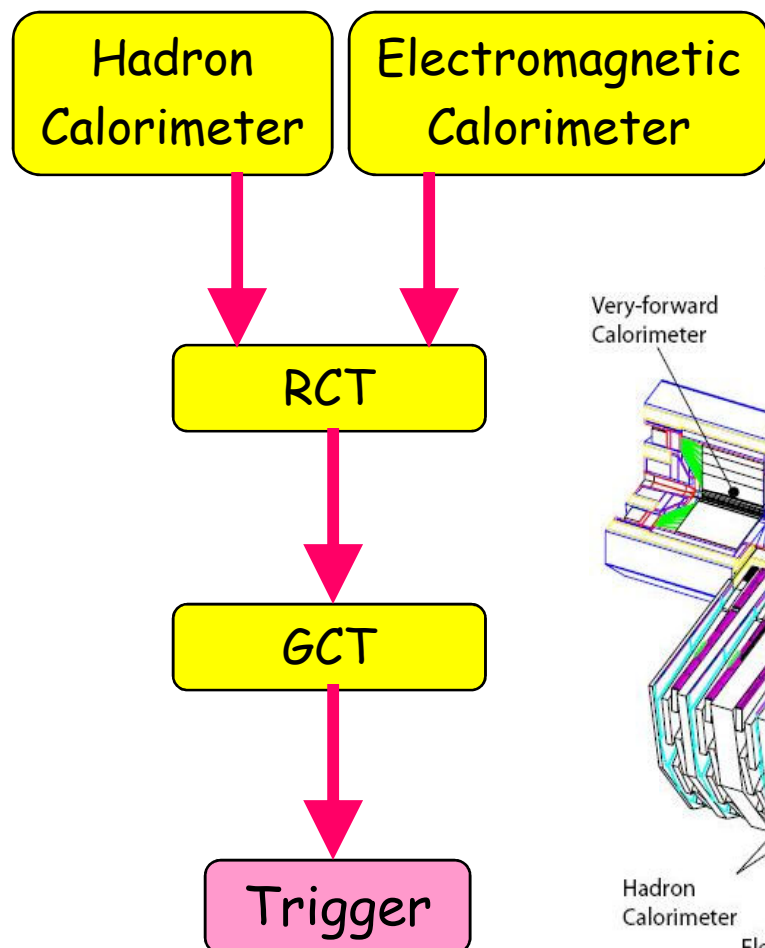 Hadron
Calorimeter
Electromagnetic
Calorimeter
RCT
GCT
Trigger
Very-forward
Calorimeter
Hadron
Calorimeter